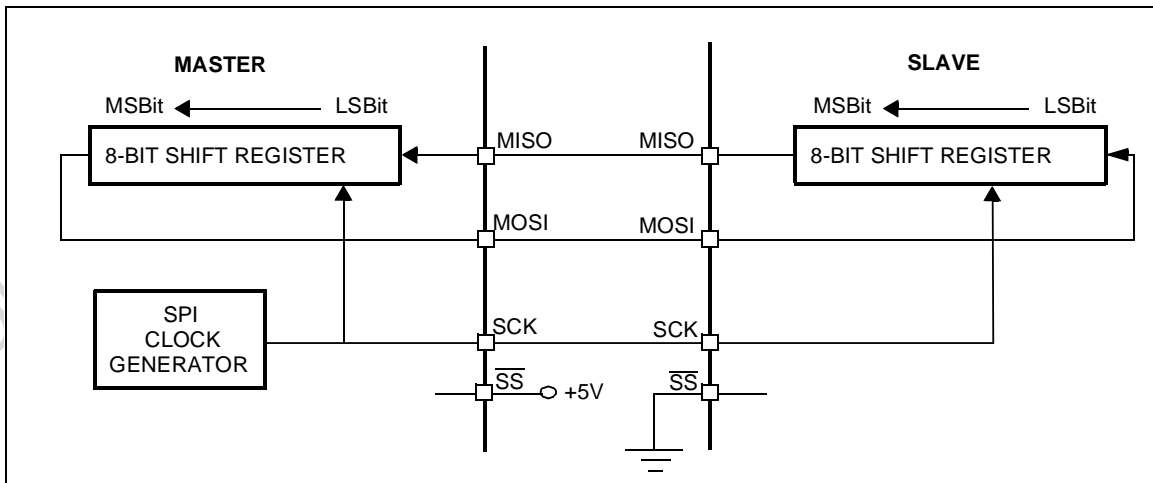 MASTER
SLAVE
MSBit LSBit
MSBit LSBit
8-BIT SHIFT REGISTER
MISO
MISO
8-BIT SHIFT REGISTER
MOSI
MOSI
SPI
CLOCK
GENERATOR
SCK
SCK
SS
+5V
SS